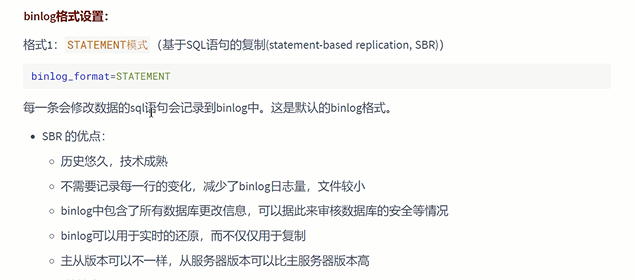 binlog格式设置：
格式1：STATEMENT模式（基于SQL语句的复制(statement-based replication, SBR)）
binlog_format=STATEMENT
每一条会修改数据的sql语句会记录到binlog中。这是默认的binlog格式。
• SBR 的优点：
◦ 历史悠久，技术成熟
◦ 不需要记录每一行的变化，减少了binlog日志量，文件较小
◦ binlog中包含了所有数据库更改信息，可以据此来审核数据库的安全等情况
◦ binlog可以用于实时的还原，而不仅仅用于复制
◦ 主从版本可以不一样，从服务器版本可以比主服务器版本高